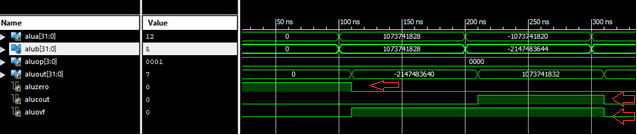 Name Value 50 ns 100 ns 150 ns 200 ns 250 ns 300 ns
alua[31:0] 12 0 1073741828 -1073741820
alub[31:0] 5 0 1073741828 -2147483644
aluop[3:0] 0001 0000
aluout[31:0] 7 0 -2147483640 1073741832
aluzero 0
alucout 0
aluovf 0